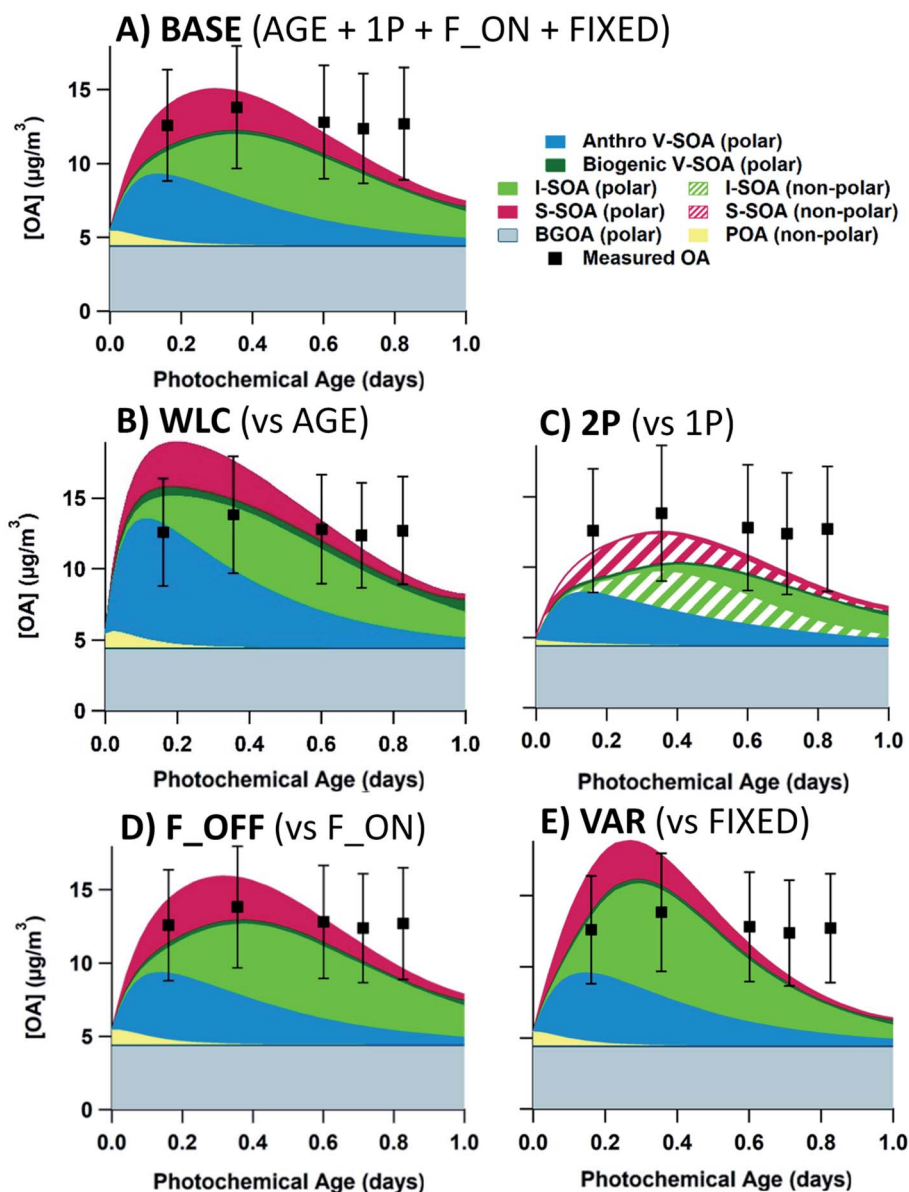 A) BASE (AGE + 1P + F_ON + FIXED)
[OA] (µg/m³)
15
10
5
0
0.0 0.2 0.4 0.6 0.8 1.0
Photochemical Age (days)
Anthro V-SOA (polar)
Biogenic V-SOA (polar)
I-SOA (polar) I-SOA (non-polar)
S-SOA (polar) S-SOA (non-polar)
BGOA (polar) POA (non-polar)
Measured OA
B) WLC (vs AGE)
[OA] (µg/m³)
15
10
5
0
0.0 0.2 0.4 0.6 0.8 1.0
Photochemical Age (days)
C) 2P (vs 1P)
0.0 0.2 0.4 0.6 0.8 1.0
Photochemical Age (days)
D) F_OFF (vs F_ON)
[OA] (µg/m³)
15
10
5
0
0.0 0.2 0.4 0.6 0.8 1.0
Photochemical Age (days)
E) VAR (vs FIXED)
0.0 0.2 0.4 0.6 0.8 1.0
Photochemical Age (days)